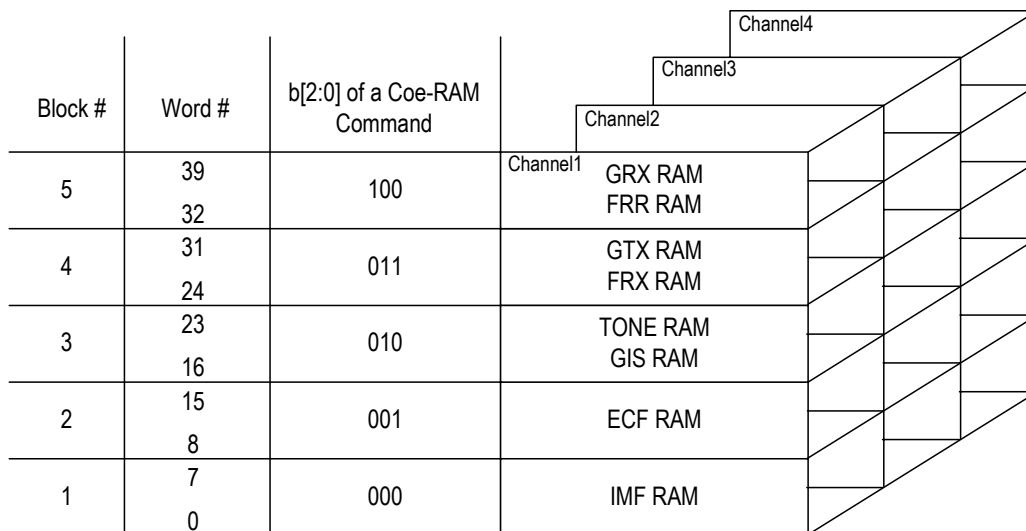 Channel4
Channel3
Channel2
Block #
Word #
b[2:0] of a Coe-RAM
Command
Channel1
5
39
32
100
GRX RAM
FRR RAM
4
31
24
011
GTX RAM
FRX RAM
3
23
16
010
TONE RAM
GIS RAM
2
15
8
001
ECF RAM
1
7
0
000
IMF RAM